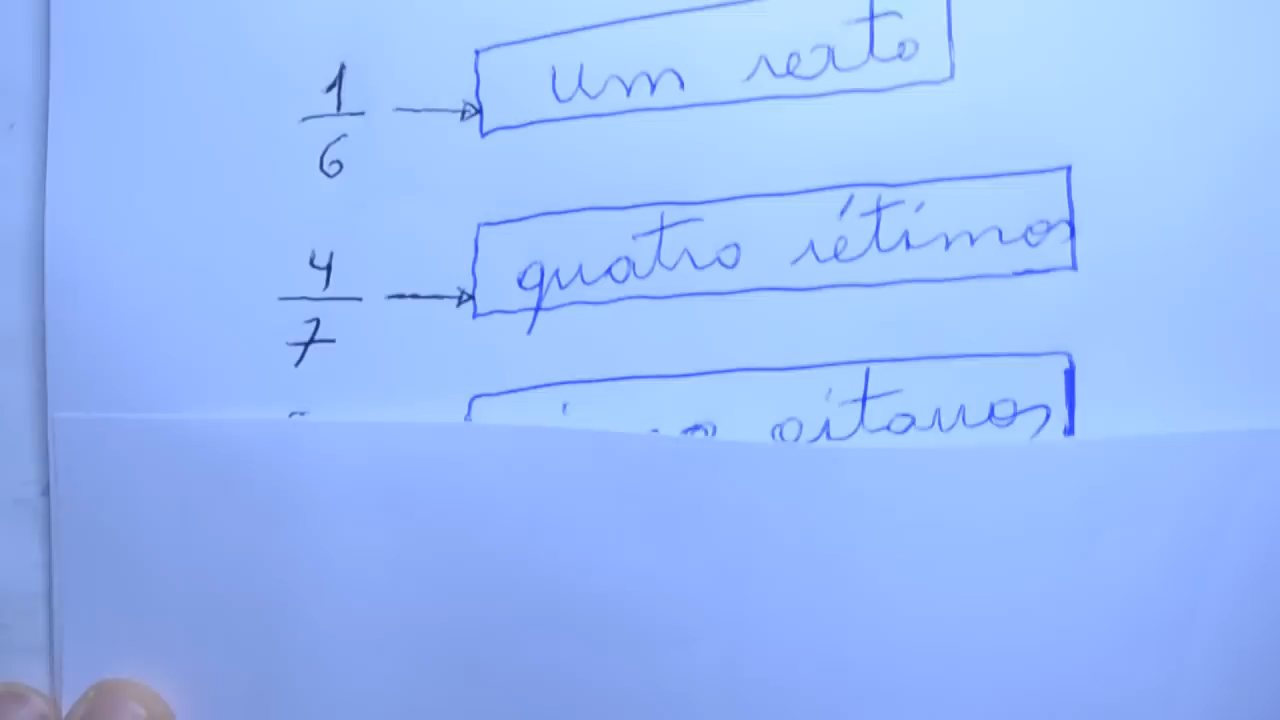 1/6 → um sexto
4/7 → quatro sétimos
oitavos